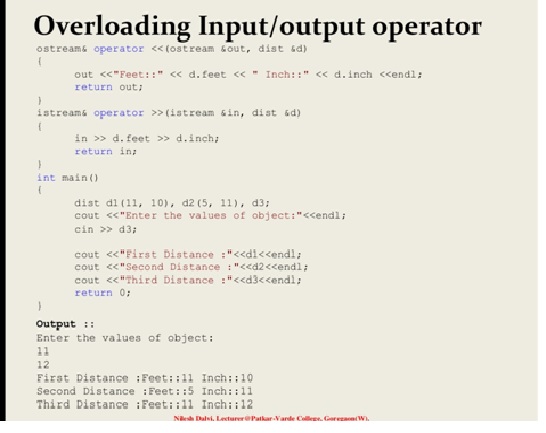 Overloading Input/output operator
ostream& operator <<(ostream &out, dist &d)
{
out <<"Feet::" << d.feet << " Inch::" << d.inch <<endl;
return out;
}
istream& operator >>(istream &in, dist &d)
{
in >> d.feet >> d.inch;
return in;
}
int main()
{
dist d1(11, 10), d2(5, 11), d3;
cout <<"Enter the values of object:"<<endl;
cin >> d3;
cout <<"First Distance :"<<d1<<endl;
cout <<"Second Distance :"<<d2<<endl;
cout <<"Third Distance :"<<d3<<endl;
return 0;
}
Output ::
Enter the values of object:
11
12
First Distance :Feet::11 Inch::10
Second Distance :Feet::5 Inch::11
Third Distance :Feet::11 Inch::12
Nilesh Dalvi, Lecturer@Patkar-Varde College, Goregaon(W).